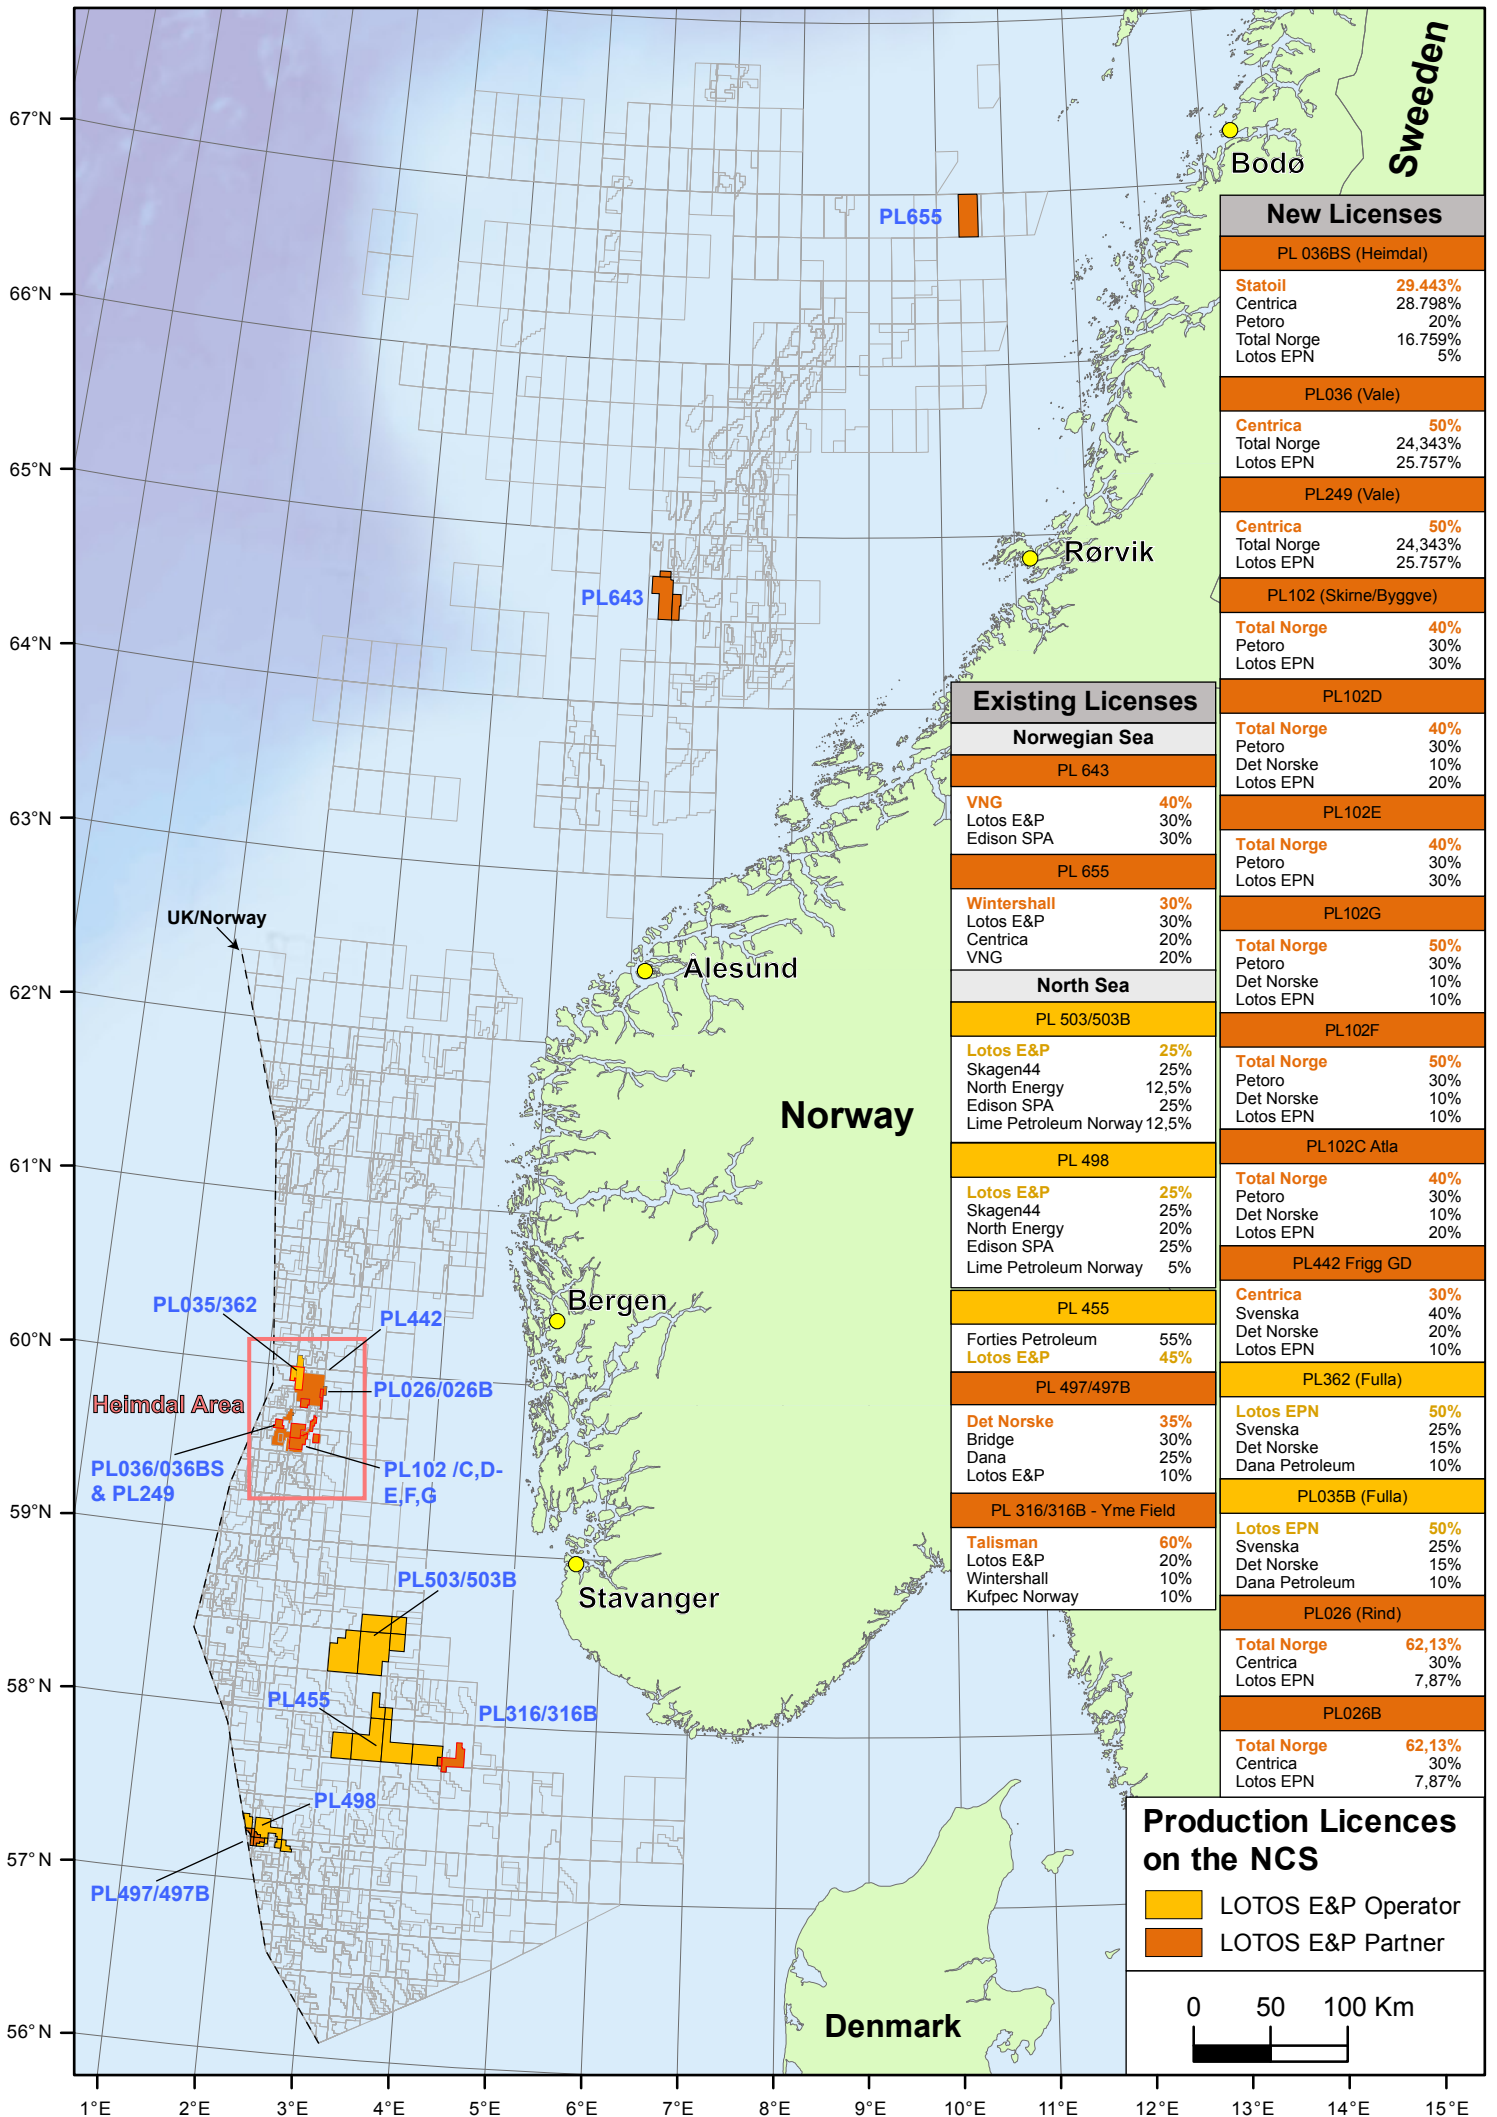 67°N
66°N
65°N
64°N
63°N
62°N
61°N
60°N
59°N
58°N
57°N
56°N
1°E
2°E
3°E
4°E
5°E
6°E
7°E
8°E
9°E
10°E
11°E
12°E
13°E
14°E
15°E
Sweeden
Bodø
PL655
Rørvik
PL643
UK/Norway
Alesund
Norway
Bergen
PL035/362
PL442
PL026/026B
Heimdal Area
PL036/036BS
& PL249
PL102 /C,D-
E,F,G
Stavanger
PL503/503B
PL455
PL316/316B
PL498
PL497/497B
Denmark
Existing Licenses
Norwegian Sea
PL 643
VNG 40%
Lotos E&P 30%
Edison SPA 30%
PL 655
Wintershall 30%
Lotos E&P 30%
Centrica 20%
VNG 20%
North Sea
PL 503/503B
Lotos E&P 25%
Skagen44 25%
North Energy 12,5%
Edison SPA 25%
Lime Petroleum Norway 12,5%
PL 498
Lotos E&P 25%
Skagen44 25%
North Energy 20%
Edison SPA 25%
Lime Petroleum Norway 5%
PL 455
Forties Petroleum 55%
Lotos E&P 45%
PL 497/497B
Det Norske 35%
Bridge 30%
Dana 25%
Lotos E&P 10%
PL 316/316B - Yme Field
Talisman 60%
Lotos E&P 20%
Wintershall 10%
Kufpec Norway 10%
New Licenses
PL 036BS (Heimdal)
Statoil 29.443%
Centrica 28.798%
Petoro 20%
Total Norge 16.759%
Lotos EPN 5%
PL036 (Vale)
Centrica 50%
Total Norge 24,343%
Lotos EPN 25.757%
PL249 (Vale)
Centrica 50%
Total Norge 24,343%
Lotos EPN 25.757%
PL102 (Skirne/Byggve)
Total Norge 40%
Petoro 30%
Lotos EPN 30%
PL102D
Total Norge 40%
Petoro 30%
Det Norske 10%
Lotos EPN 20%
PL102E
Total Norge 40%
Petoro 30%
Lotos EPN 30%
PL102G
Total Norge 50%
Petoro 30%
Det Norske 10%
Lotos EPN 10%
PL102F
Total Norge 50%
Petoro 30%
Det Norske 10%
Lotos EPN 10%
PL102C Atla
Total Norge 40%
Petoro 30%
Det Norske 10%
Lotos EPN 20%
PL442 Frigg GD
Centrica 30%
Svenska 40%
Det Norske 20%
Lotos EPN 10%
PL362 (Fulla)
Lotos EPN 50%
Svenska 25%
Det Norske 15%
Dana Petroleum 10%
PL035B (Fulla)
Lotos EPN 50%
Svenska 25%
Det Norske 15%
Dana Petroleum 10%
PL026 (Rind)
Total Norge 62,13%
Centrica 30%
Lotos EPN 7,87%
PL026B
Total Norge 62,13%
Centrica 30%
Lotos EPN 7,87%
Production Licences
on the NCS
LOTOS E&P Operator
LOTOS E&P Partner
0 50 100 Km